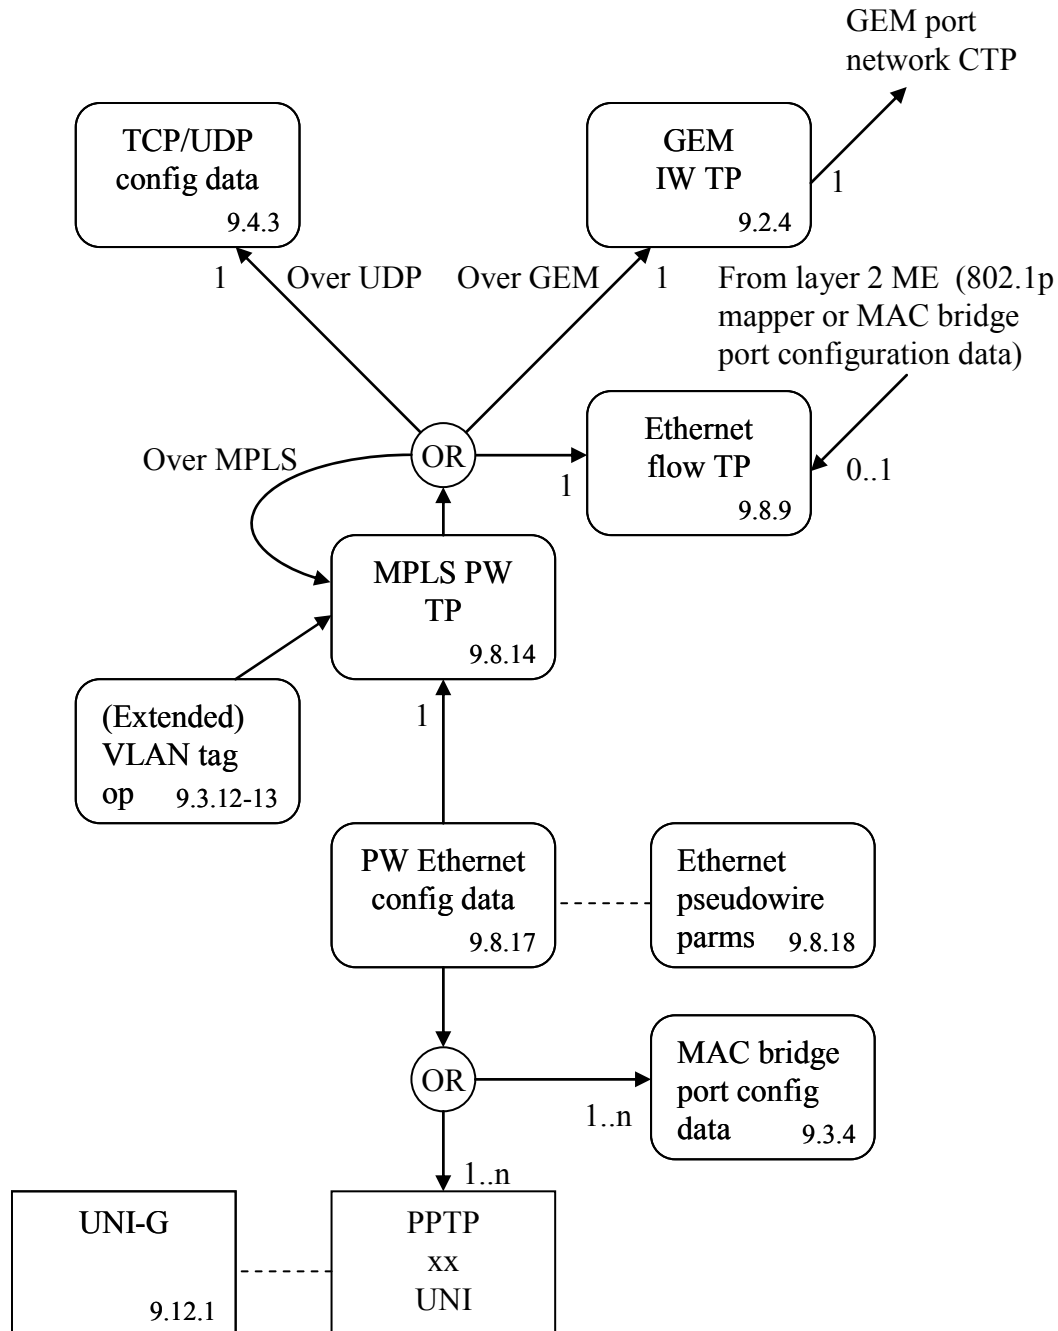 GEM port
network CTP
TCP/UDP
config data
9.4.3
GEM
IW TP
9.2.4
1
1
Over UDP
Over GEM
1
From layer 2 ME (802.1p
mapper or MAC bridge
port configuration data)
Over MPLS
OR
1
Ethernet
flow TP
9.8.9
0..1
MPLS PW
TP
9.8.14
(Extended)
VLAN tag
op 9.3.12-13
1
PW Ethernet
config data
9.8.17
Ethernet
pseudowire
parms 9.8.18
OR
1..n
MAC bridge
port config
data 9.3.4
1..n
UNI-G
9.12.1
PPTP
xx
UNI